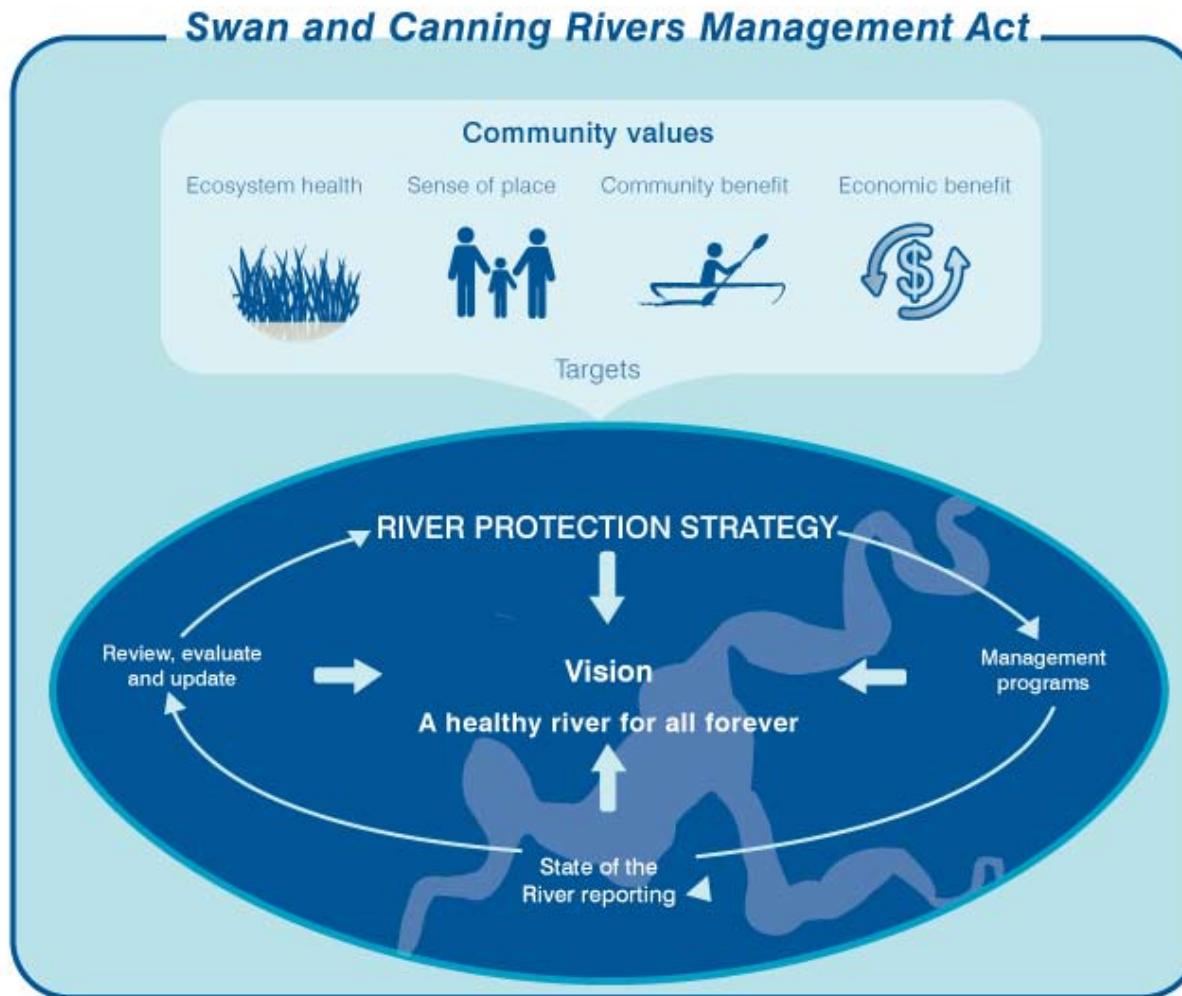 Swan and Canning Rivers Management Act
Community values
Ecosystem health
Sense of place
Community benefit
Economic benefit
$
Targets
RIVER PROTECTION STRATEGY
Review, evaluate
and update
Vision
A healthy river for all forever
Management
programs
State of the
River reporting